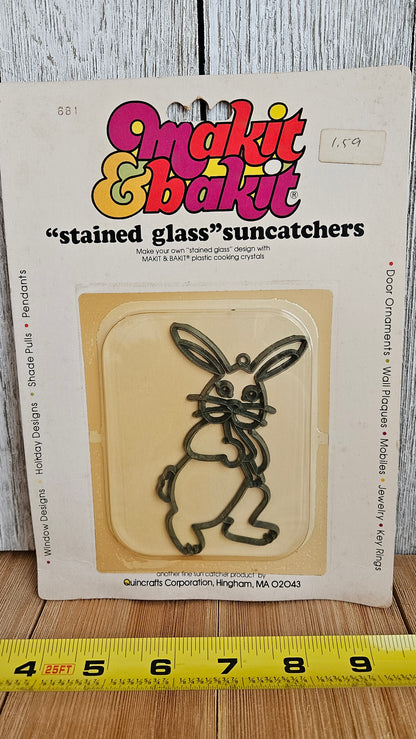 681
makit
& bakit®
1.59
"stained glass" suncatchers
Make your own "stained glass" design with
MAKIT & BAKIT® plastic cooking crystals
• Window Designs • Holiday Designs • Shade Pulls • Pendants
• Door Ornaments • Wall Plaques • Mobiles • Jewelry • Key Rings
another fine sun catcher product by
Quincrafts Corporation, Hingham, MA 02043
4 25FT 5 6 7 8 9